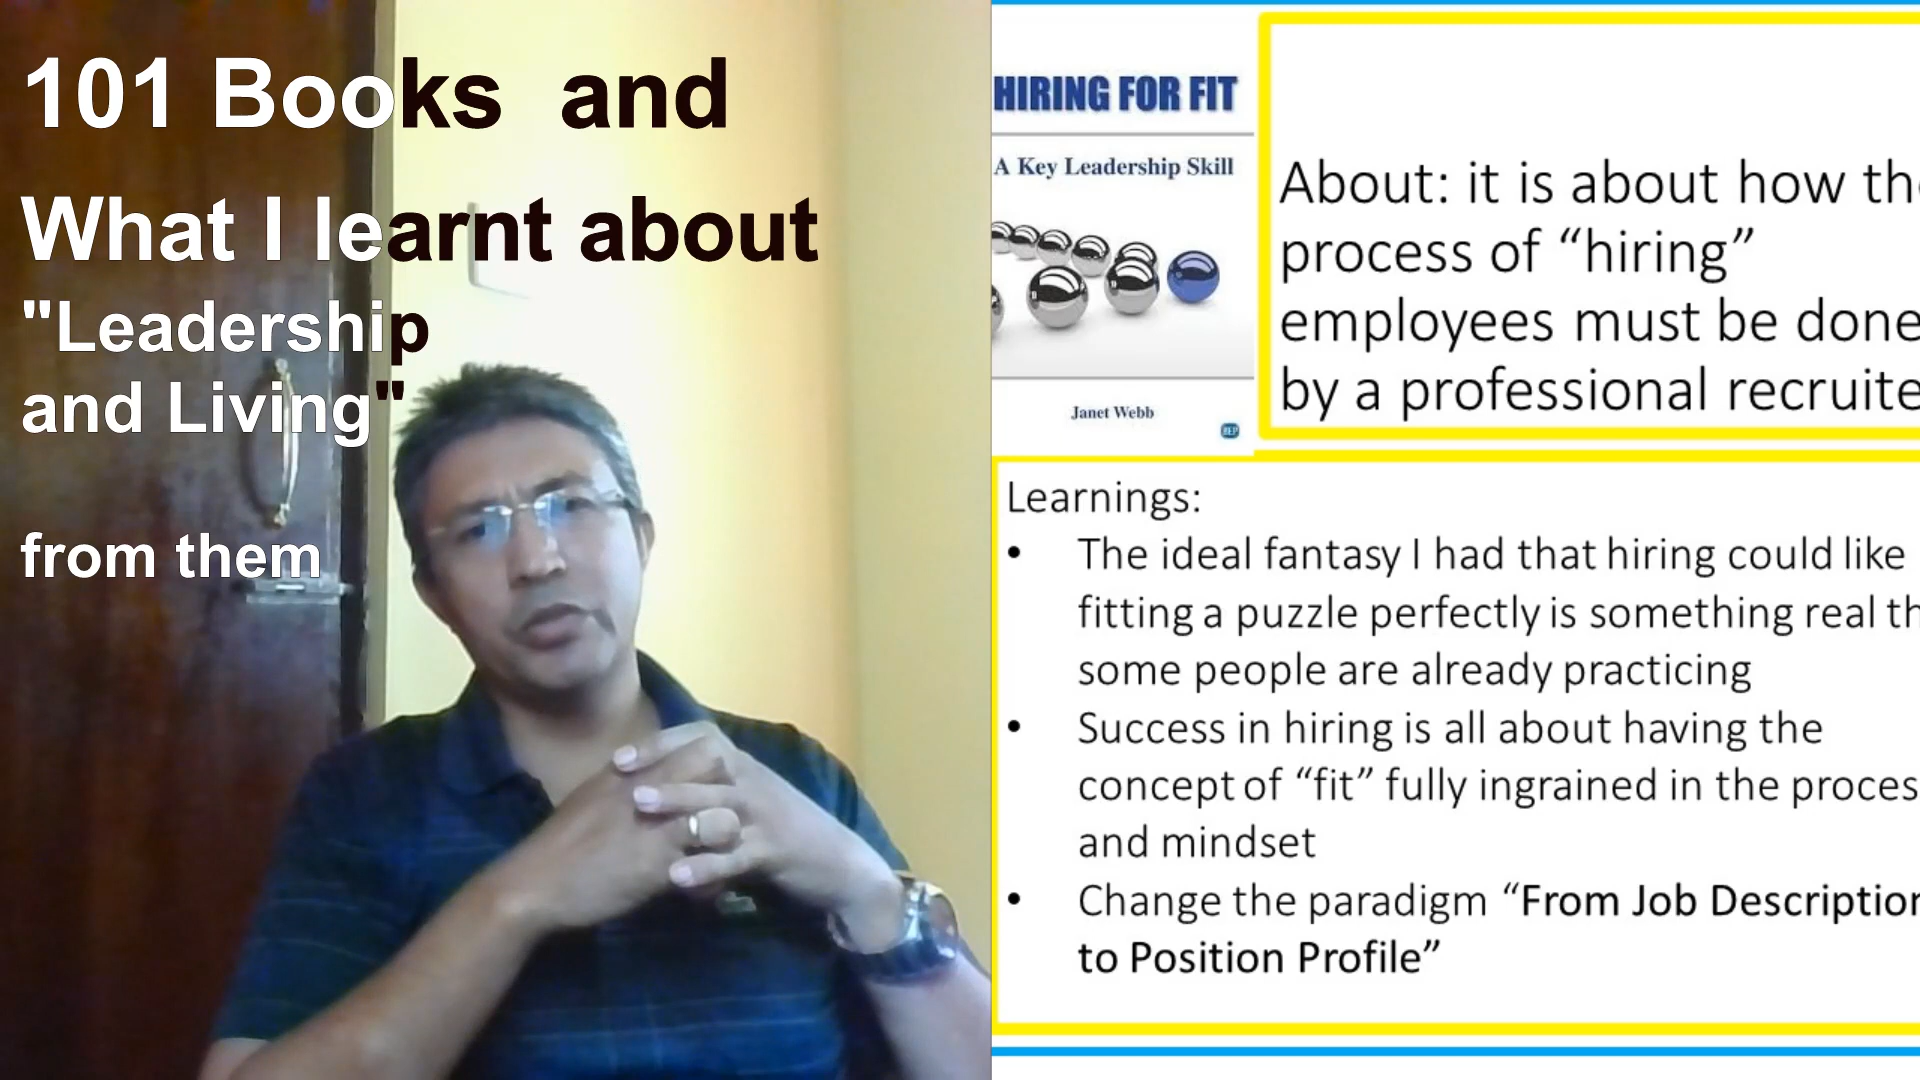 101 Books and
What I learnt about
"Leadership
and Living"
from them
HIRING FOR FIT
A Key Leadership Skill
Janet Webb
BEP
About: it is about how the
process of “hiring”
employees must be done
by a professional recruite
Learnings:
• The ideal fantasy I had that hiring could like
fitting a puzzle perfectly is something real th
some people are already practicing
• Success in hiring is all about having the
concept of “fit” fully ingrained in the proces
and mindset
• Change the paradigm “From Job Description
to Position Profile”